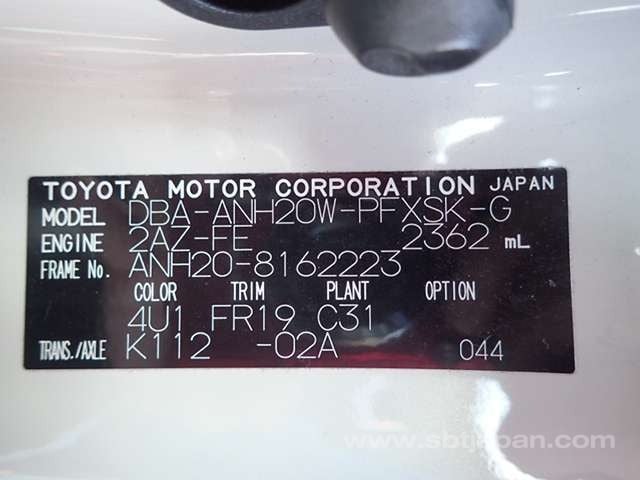 TOYOTA MOTOR CORPORATION JAPAN
MODEL DBA-ANH20W-PFXSK-G
ENGINE 2AZ-FE 2362 mL
FRAME No. ANH20-8162223
COLOR TRIM PLANT OPTION
4U1 FR19 C31
TRANS./AXLE K112 -02A 044
www.sbtjapan.com